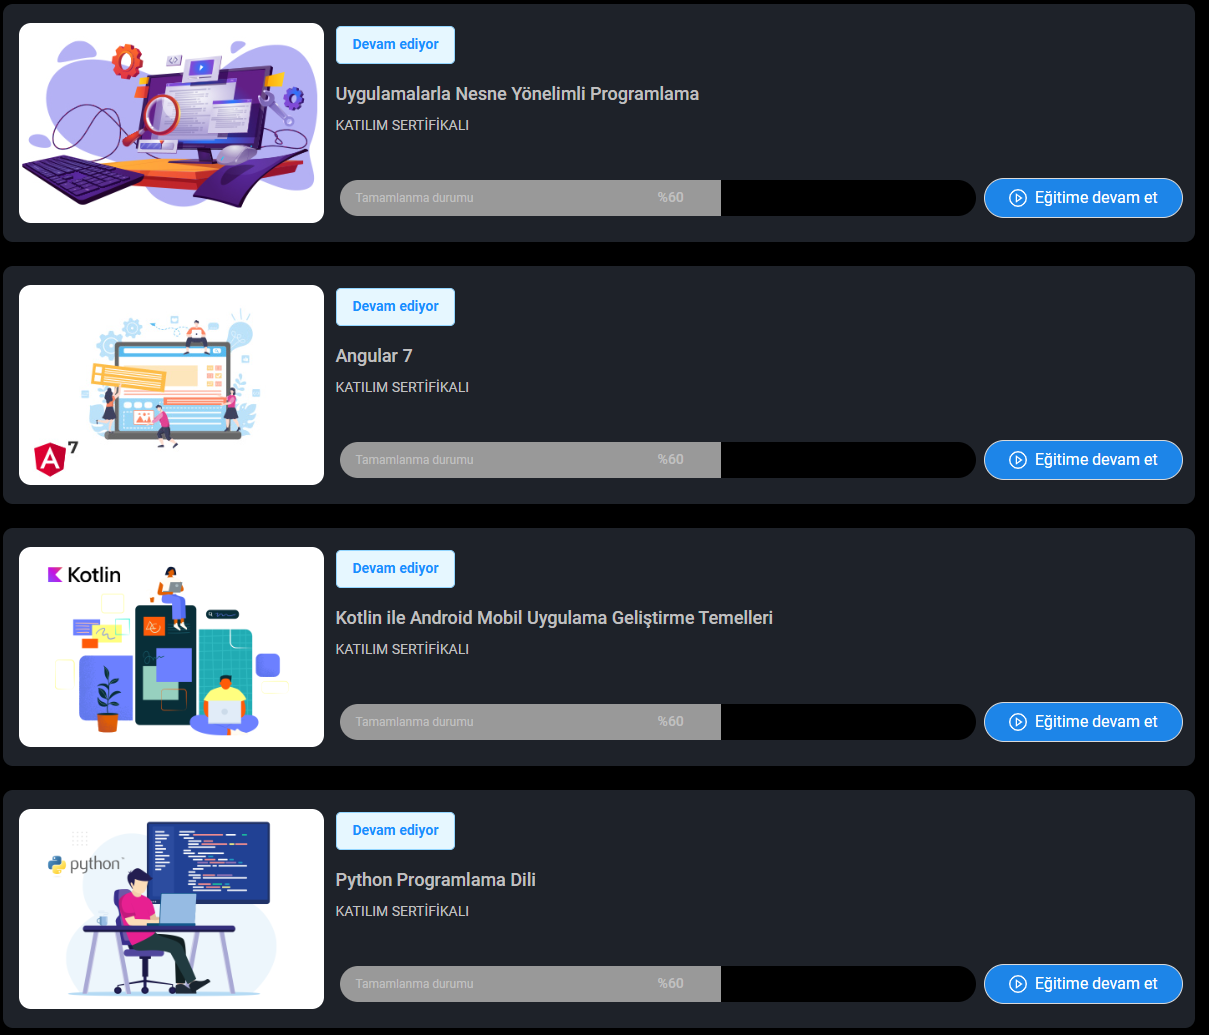 Devam ediyor
Uygulamalarla Nesne Yönelimli Programlama
KATILIM SERTİFİKALI
Tamamlanma durumu %60
Eğitime devam et
Devam ediyor
Angular 7
KATILIM SERTİFİKALI
A 7
Tamamlanma durumu %60
Eğitime devam et
Kotlin
Devam ediyor
Kotlin ile Android Mobil Uygulama Geliştirme Temelleri
KATILIM SERTİFİKALI
Tamamlanma durumu %60
Eğitime devam et
python
Devam ediyor
Python Programlama Dili
KATILIM SERTİFİKALI
Tamamlanma durumu %60
Eğitime devam et